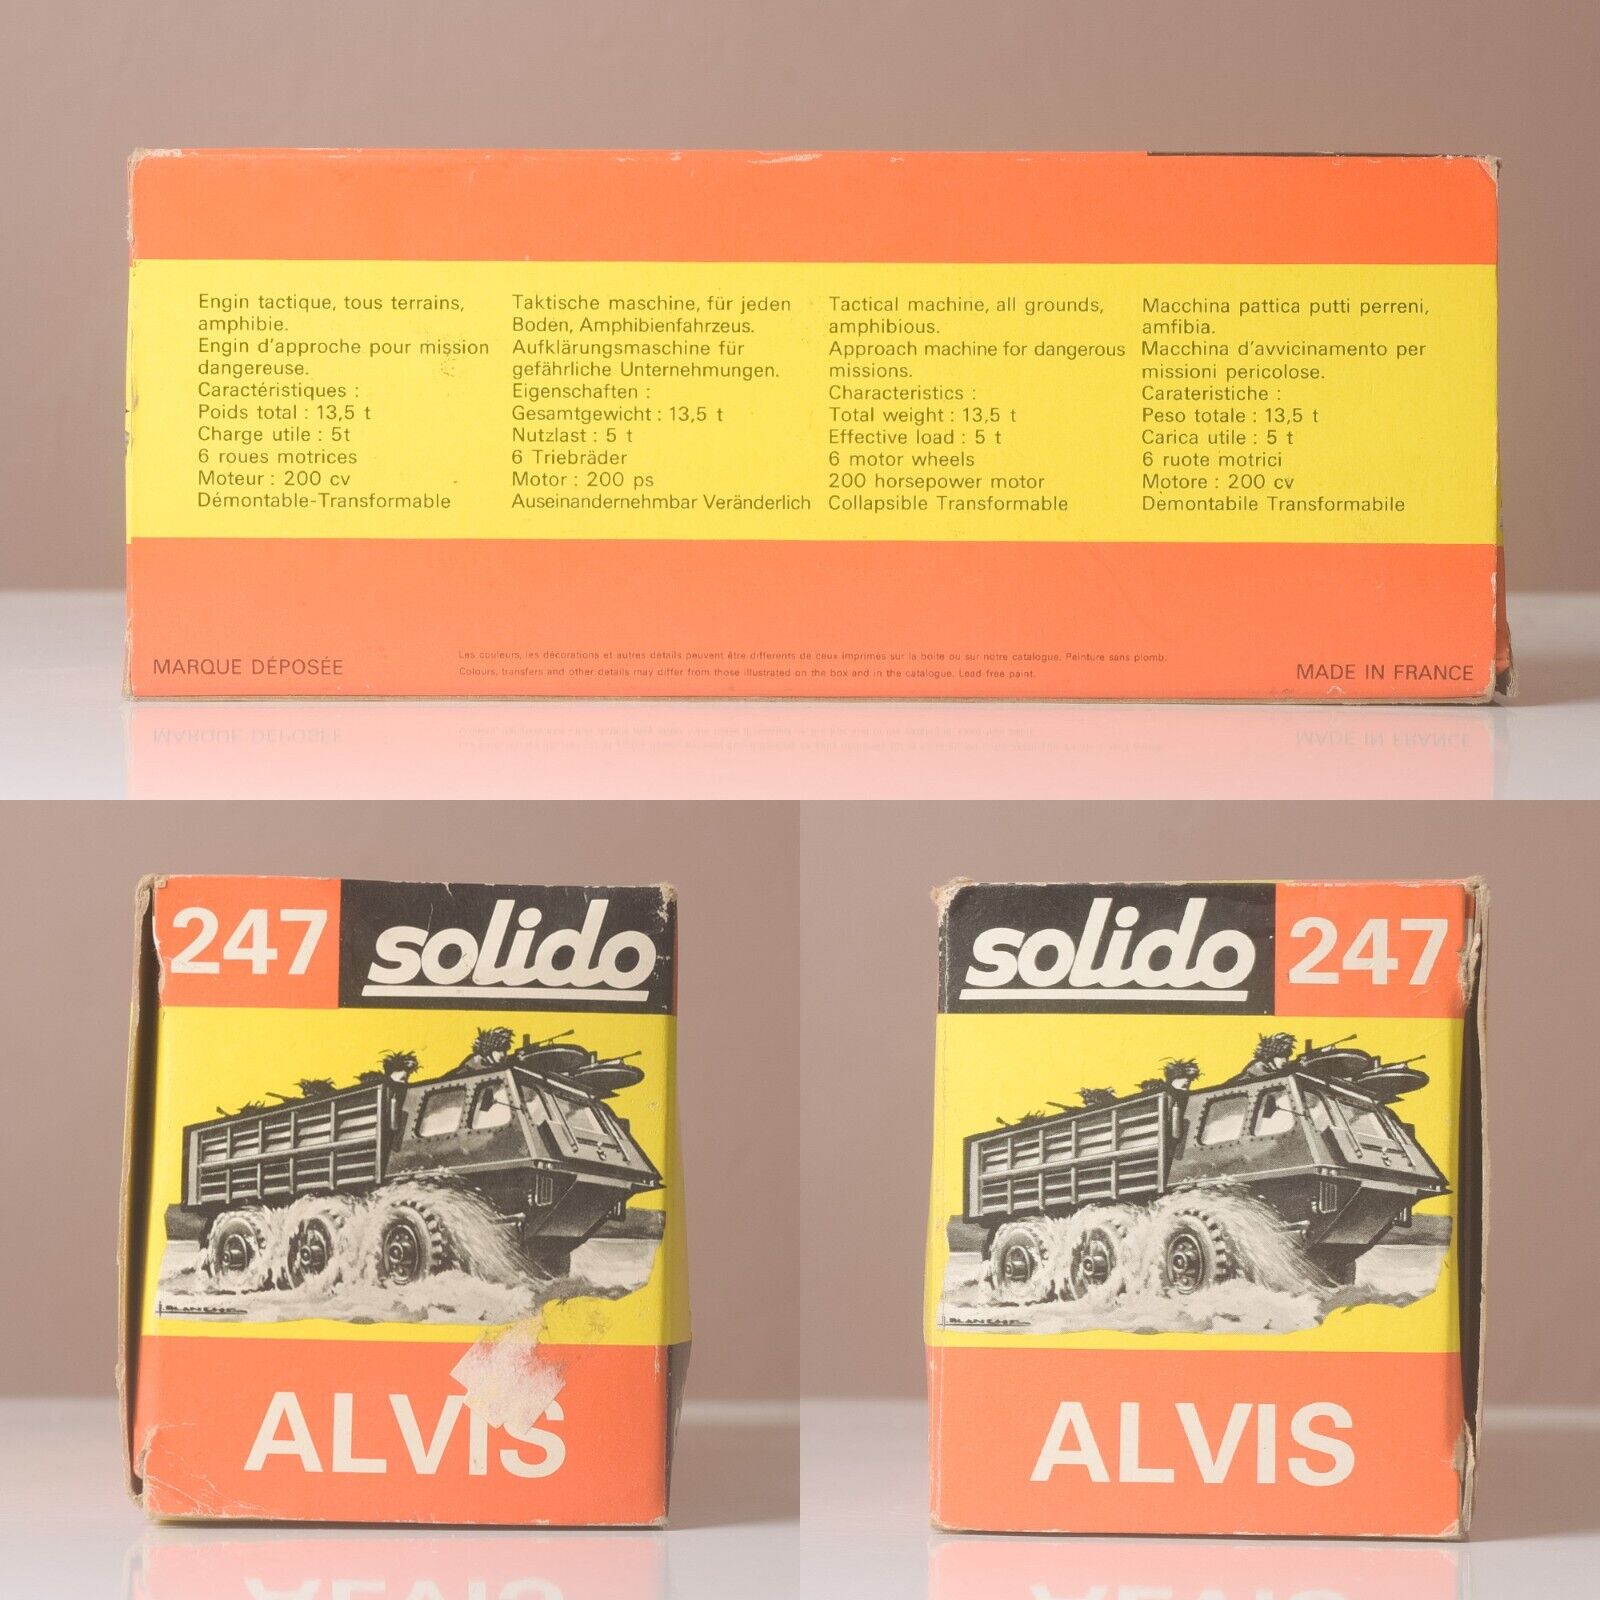 Engin tactique, tous terrains,
amphibie.
Engin d'approche pour mission
dangereuse.
Caractéristiques :
Poids total : 13,5 t
Charge utile : 5t
6 roues motrices
Moteur : 200 cv
Démontable-Transformable
Taktische maschine, für jeden
Boden, Amphibienfahrzeus.
Aufklärungsmaschine für
gefährliche Unternehmungen.
Eigenschaften :
Gesamtgewicht : 13,5 t
Nutzlast : 5 t
6 Triebräder
Motor : 200 ps
Auseinandernehmbar Veränderlich
Tactical machine, all grounds,
amphibious.
Approach machine for dangerous
missions.
Characteristics :
Total weight : 13,5 t
Effective load : 5 t
6 motor wheels
200 horsepower motor
Collapsible Transformable
Macchina pattica putti perreni,
amfibia.
Macchina d'avvicinamento per
missioni pericolose.
Carateristiche :
Peso totale : 13,5 t
Carica utile : 5 t
6 ruote motrici
Motore : 200 cv
Demontabile Transformabile
MARQUE DÉPOSÉE
Les couleurs, les décorations et autres détails peuvent être differents de ceux imprimés sur la boite ou sur notre catalogue. Peinture sans plomb.
Colours, transfers and other details may differ from those illustrated on the box and in the catalogue. Lead-free paint.
MADE IN FRANCE
247 solido
J. BLANCHE
ALVIS
solido 247
J. BLANCHE
ALVIS